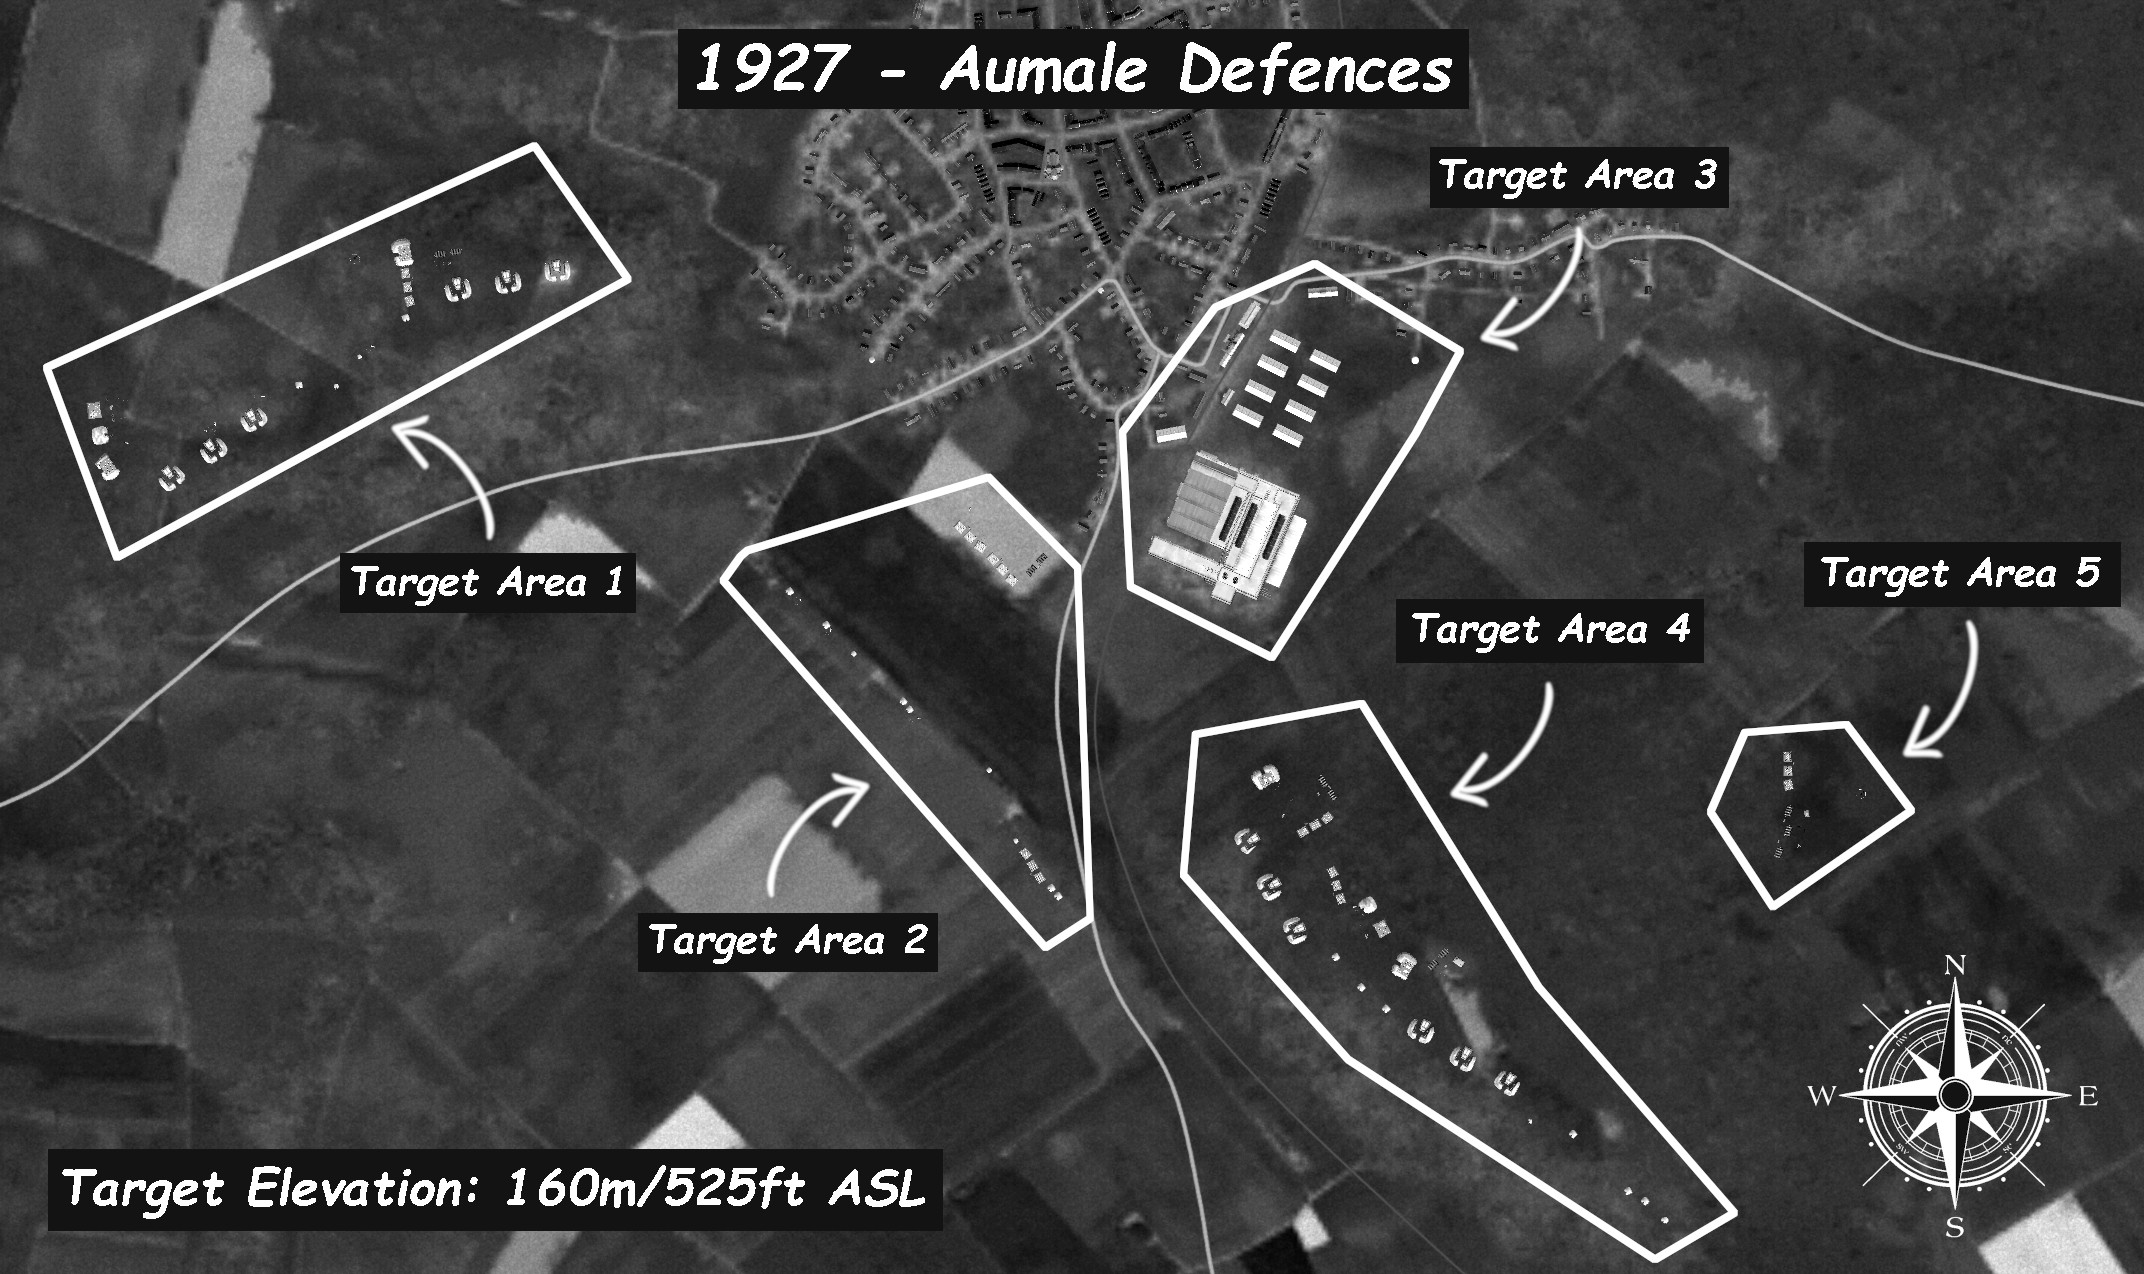 1927 - Aumale Defences
Target Area 3
Target Area 1
Target Area 5
Target Area 4
Target Area 2
N
W
E
S
Target Elevation: 160m/525ft ASL